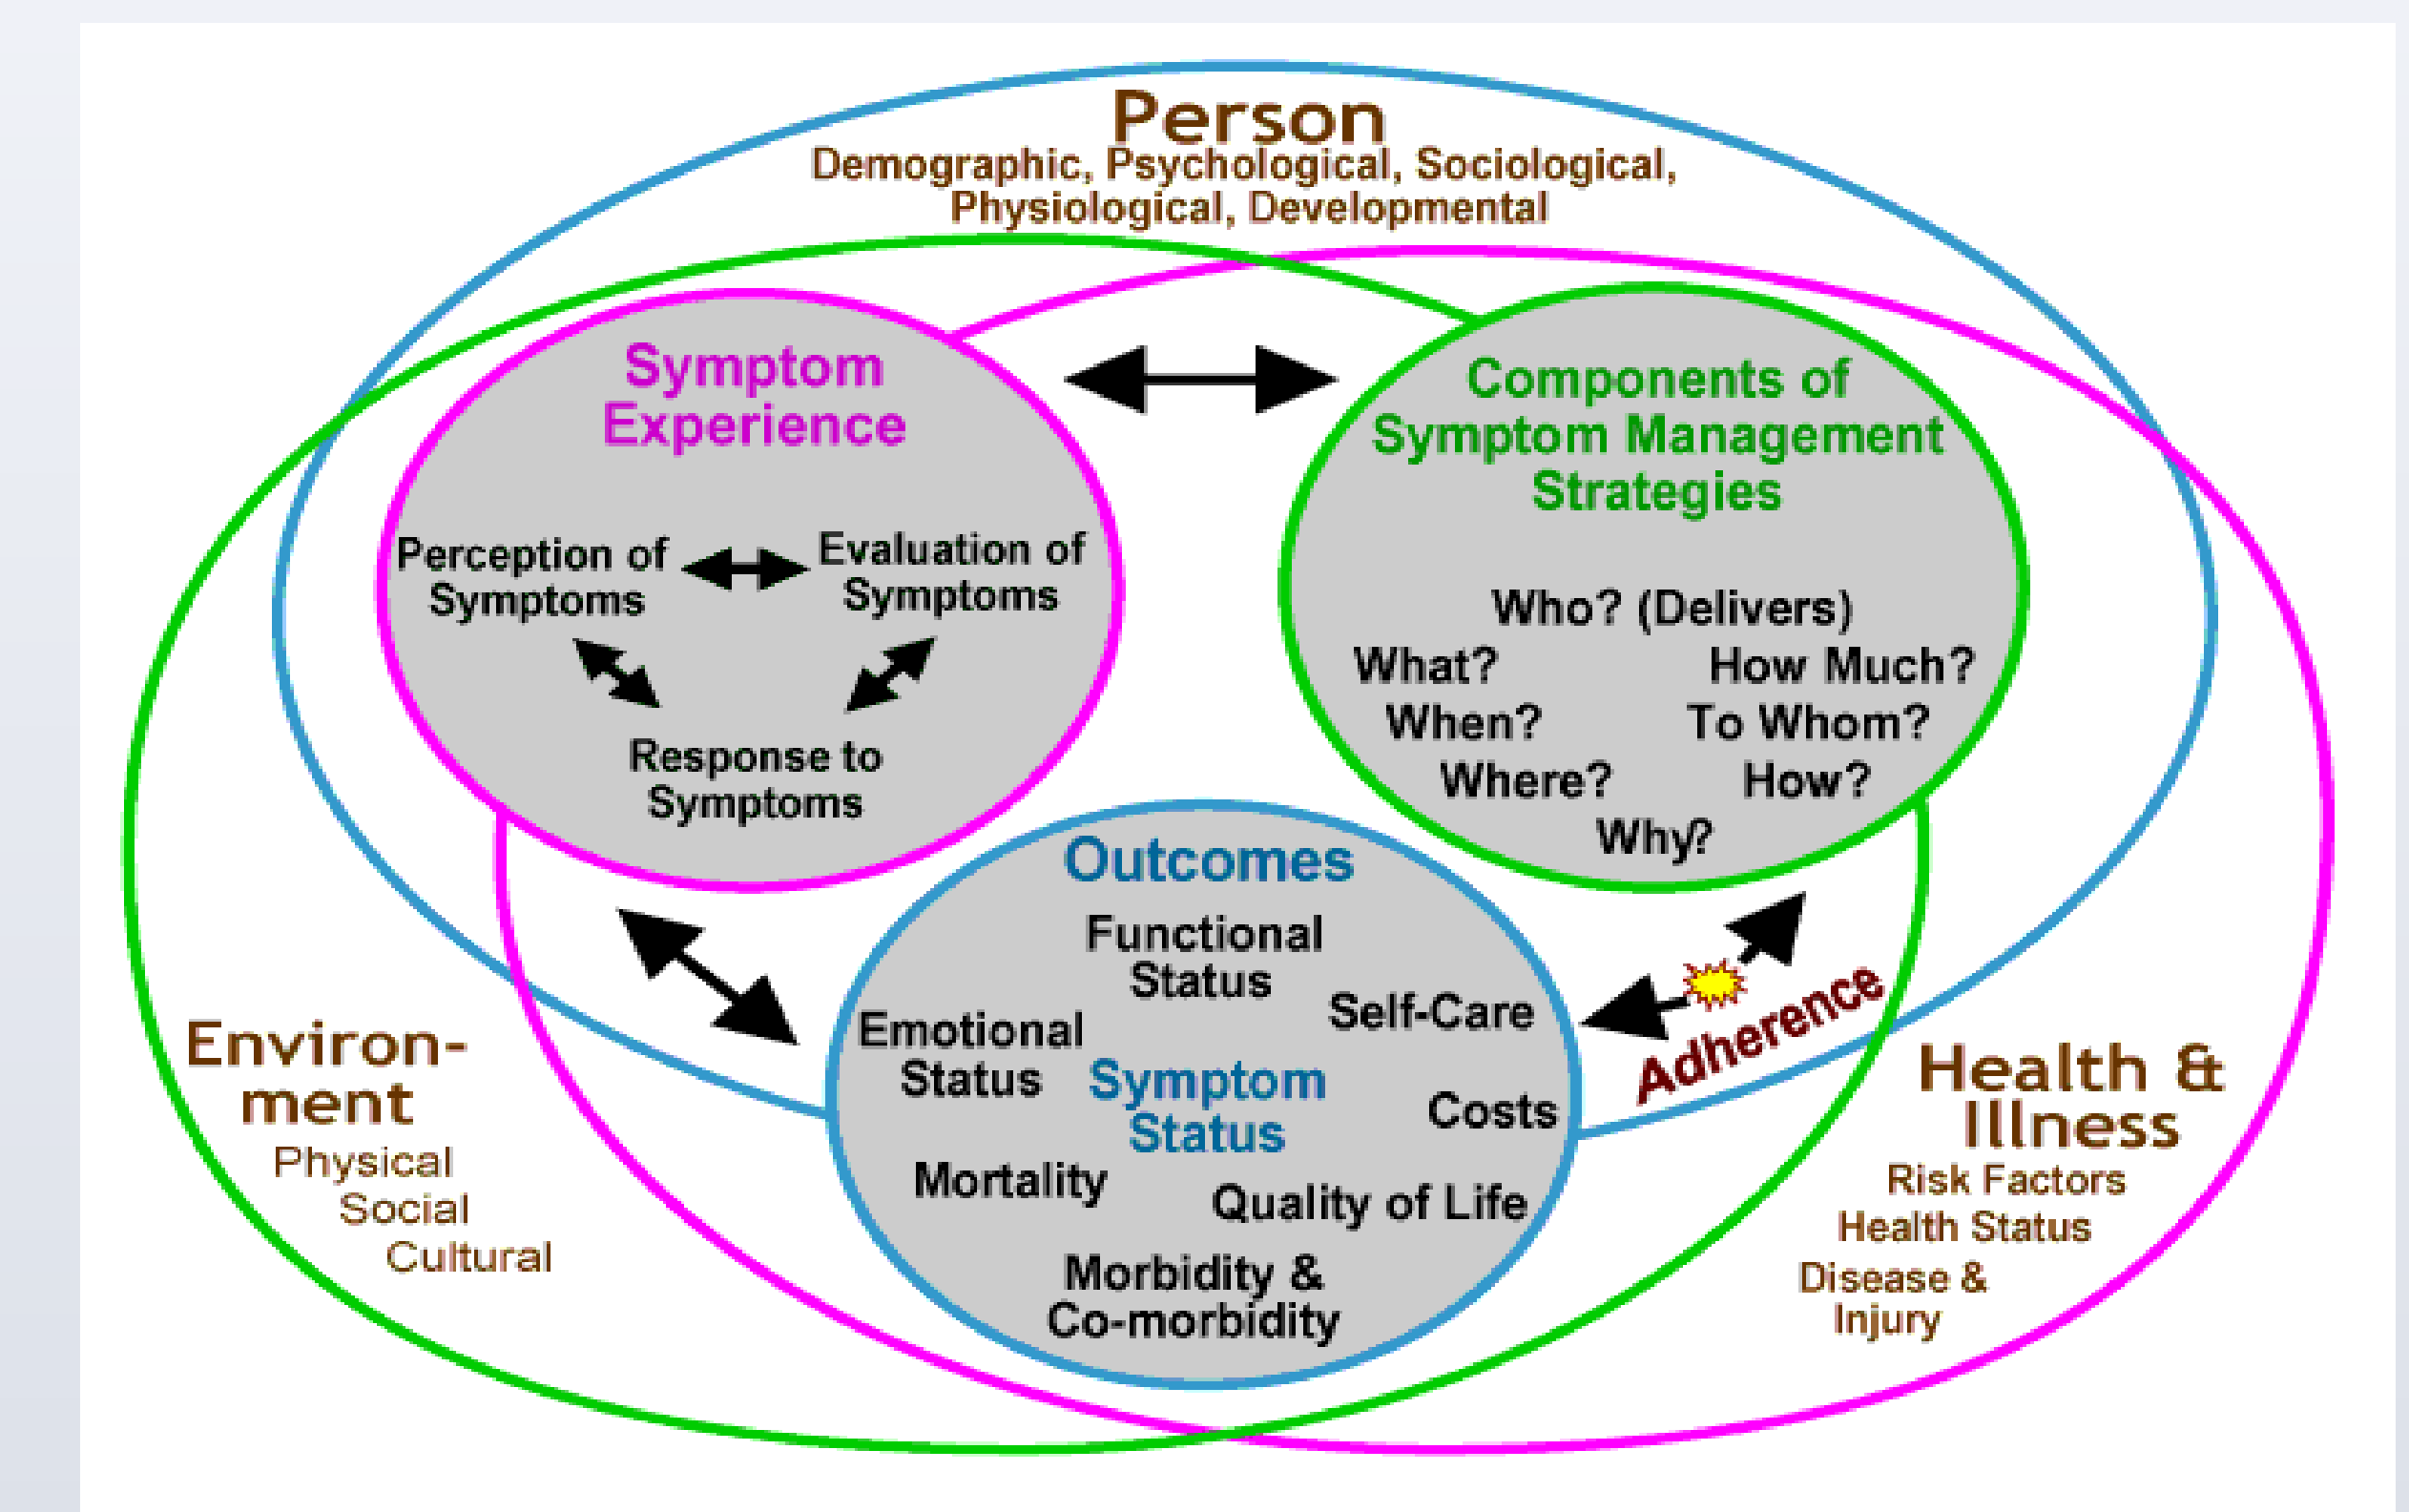 Person
Demographic, Psychological, Sociological,
Physiological, Developmental
Symptom
Experience
Perception of
Symptoms
Evaluation of
Symptoms
Response to
Symptoms
Components of
Symptom Management
Strategies
Who? (Delivers)
What?
How Much?
When?
To Whom?
Where?
How?
Why?
Outcomes
Functional
Status
Self-Care
Emotional
Status
Symptom
Status
Costs
Mortality
Quality of Life
Morbidity &
Co-morbidity
Adherence
Environ-
ment
Physical
Social
Cultural
Health &
Illness
Risk Factors
Health Status
Disease &
Injury